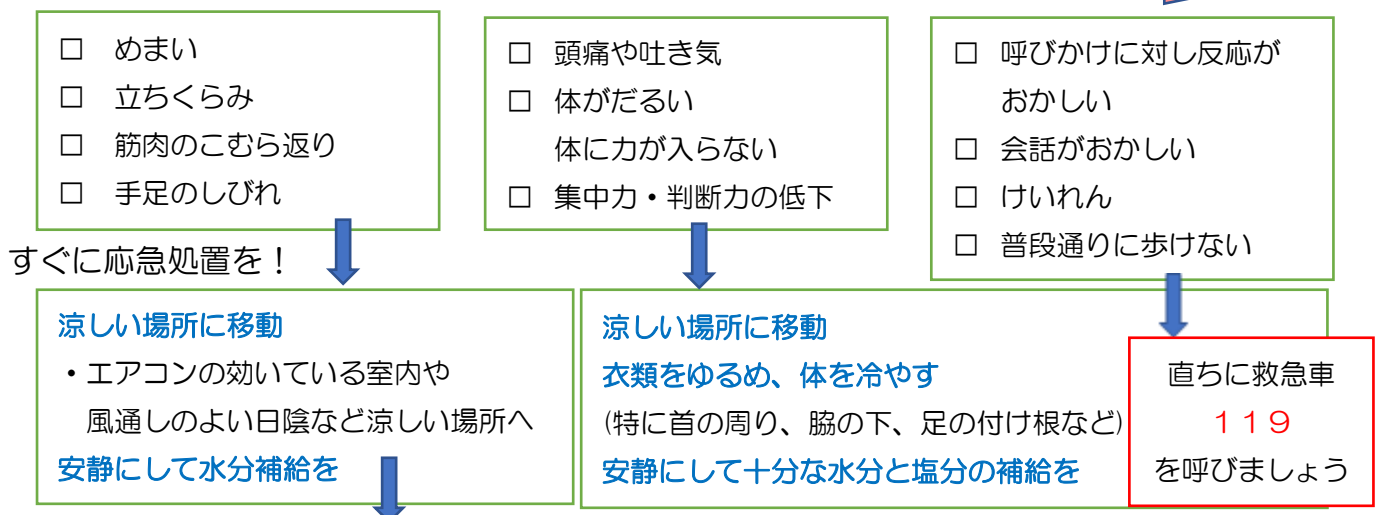 □ めまい
□ 立ちくらみ
□ 筋肉のこむら返り
□ 手足のしびれ
□ 頭痛や吐き気
□ 体がだるい
体に力が入らない
□ 集中力・判断力の低下
□ 呼びかけに対し反応が
おかしい
□ 会話がおかしい
□ けいれん
□ 普段通りに歩けない
すぐに応急処置を！
涼しい場所に移動
・エアコンの効いている室内や
風通しのよい日陰など涼しい場所へ
安静にして水分補給を
涼しい場所に移動
衣類をゆるめ、体を冷やす
(特に首の周り、脇の下、足の付け根など)
安静にして十分な水分と塩分の補給を
直ちに救急車
１１９
を呼びましょう